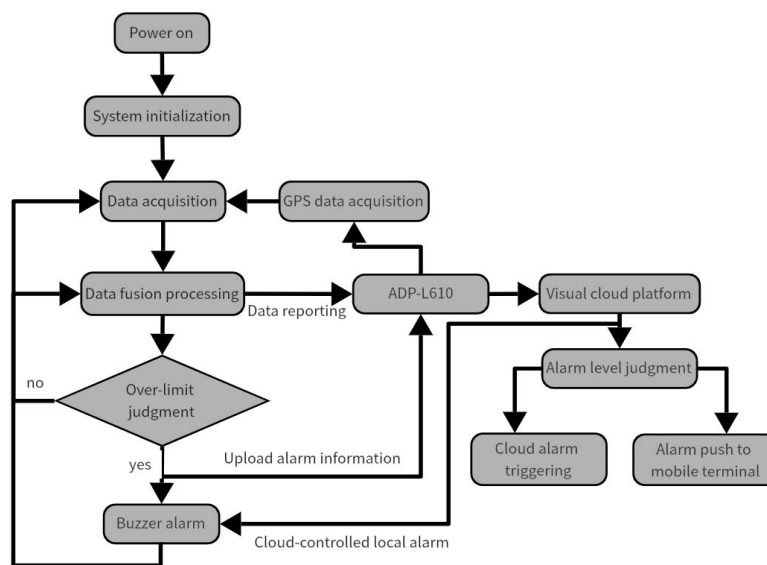 Power on
System initialization
Data acquisition
GPS data acquisition
Data fusion processing
Data reporting
ADP-L610
Visual cloud platform
no
Over-limit
judgment
Alarm level judgment
yes
Upload alarm information
Cloud alarm
triggering
Alarm push to
mobile terminal
Buzzer alarm
Cloud-controlled local alarm